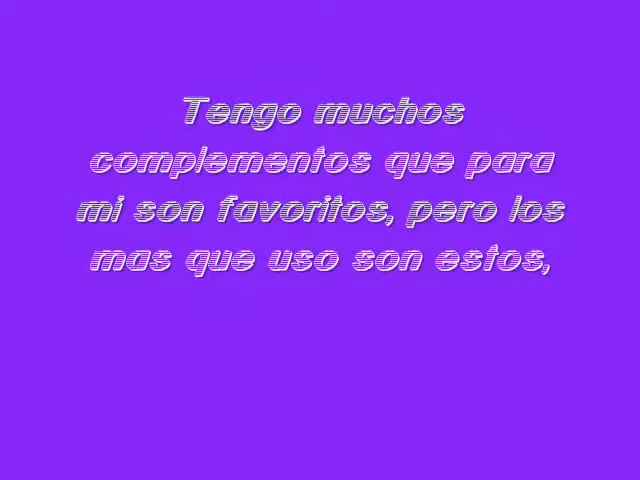 Tengo muchos
complementos que para
mi son favoritos, pero los
mas que uso son estos,